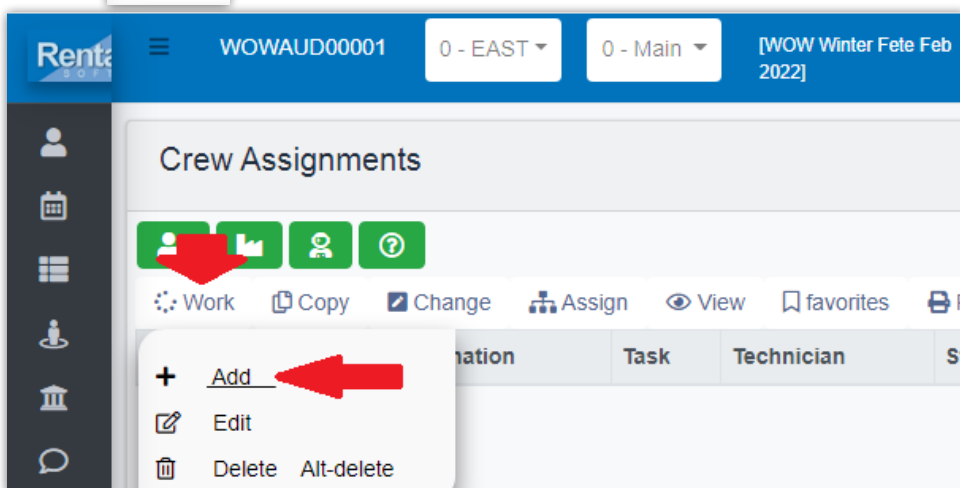 Renta
SOFT
WOWAUD00001
0 - EAST
0 - Main
[WOW Winter Fete Feb
2022]
Crew Assignments
Work
Copy
Change
Assign
View
favorites
Task
Technician
Add
Edit
Delete Alt-delete